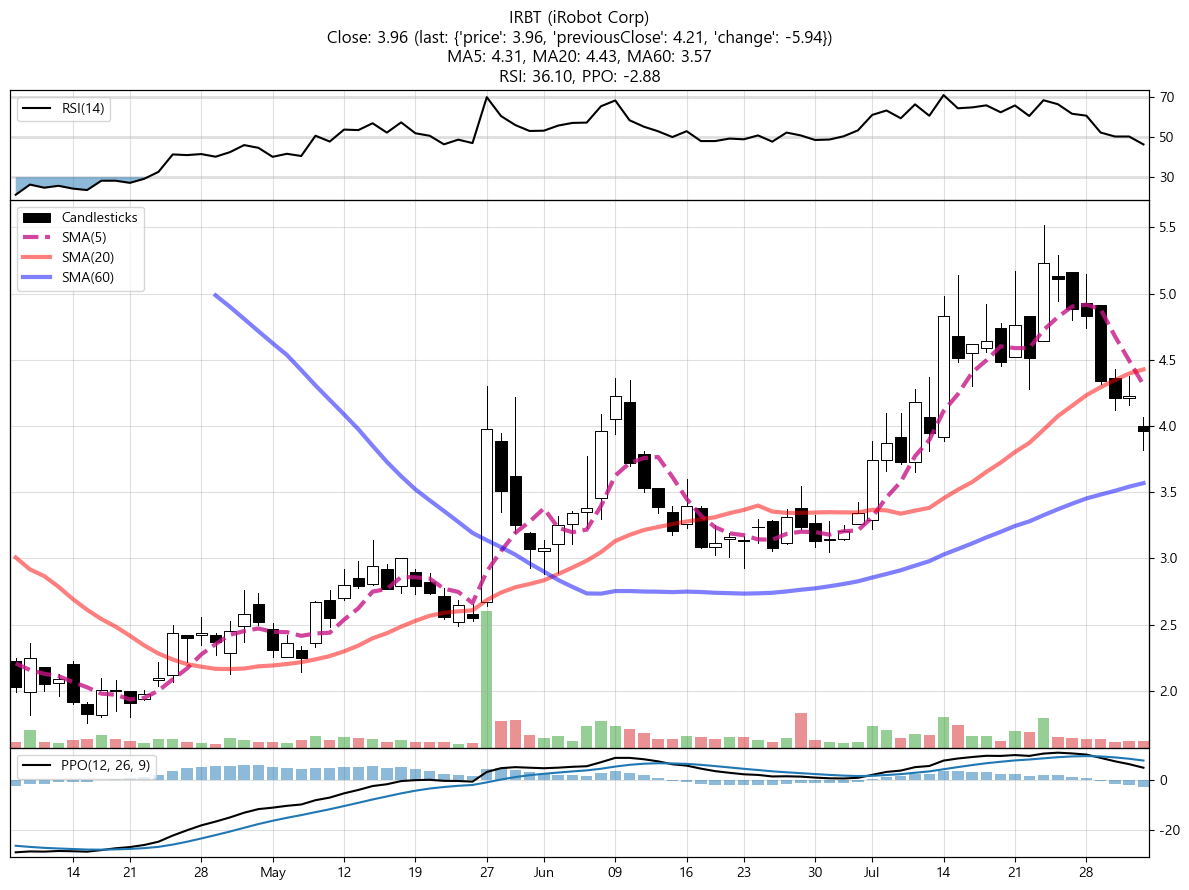 IRBT (iRobot Corp)
Close: 3.96 (last: {'price': 3.96, 'previousClose': 4.21, 'change': -5.94})
MA5: 4.31, MA20: 4.43, MA60: 3.57
RSI: 36.10, PPO: -2.88
RSI(14)
70
50
30
Candlesticks
SMA(5)
SMA(20)
SMA(60)
5.5
5.0
4.5
4.0
3.5
3.0
2.5
2.0
PPO(12, 26, 9)
0
-20
14 21 28 May 12 19 27 Jun 09 16 23 30 Jul 14 21 28